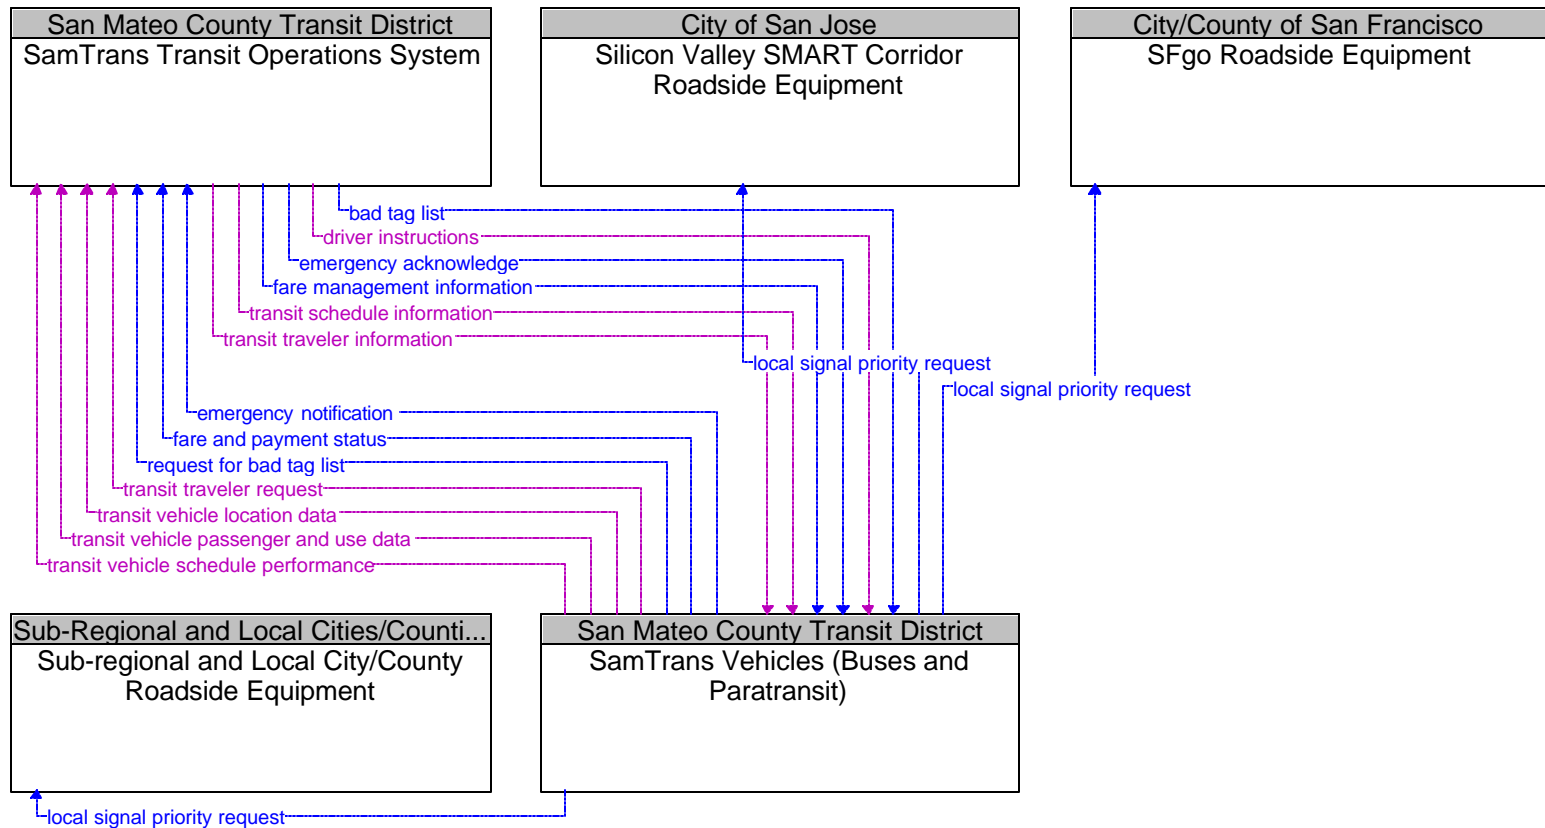 San Mateo County Transit District
SamTrans Transit Operations System
City of San Jose
Silicon Valley SMART Corridor
Roadside Equipment
City/County of San Francisco
SFgo Roadside Equipment
bad tag list
driver instructions
emergency acknowledge
fare management information
transit schedule information
transit traveler information
local signal priority request
local signal priority request
emergency notification
fare and payment status
request for bad tag list
transit traveler request
transit vehicle location data
transit vehicle passenger and use data
transit vehicle schedule performance
Sub-Regional and Local Cities/Counti...
Sub-regional and Local City/County
Roadside Equipment
San Mateo County Transit District
SamTrans Vehicles (Buses and
Paratransit)
local signal priority request